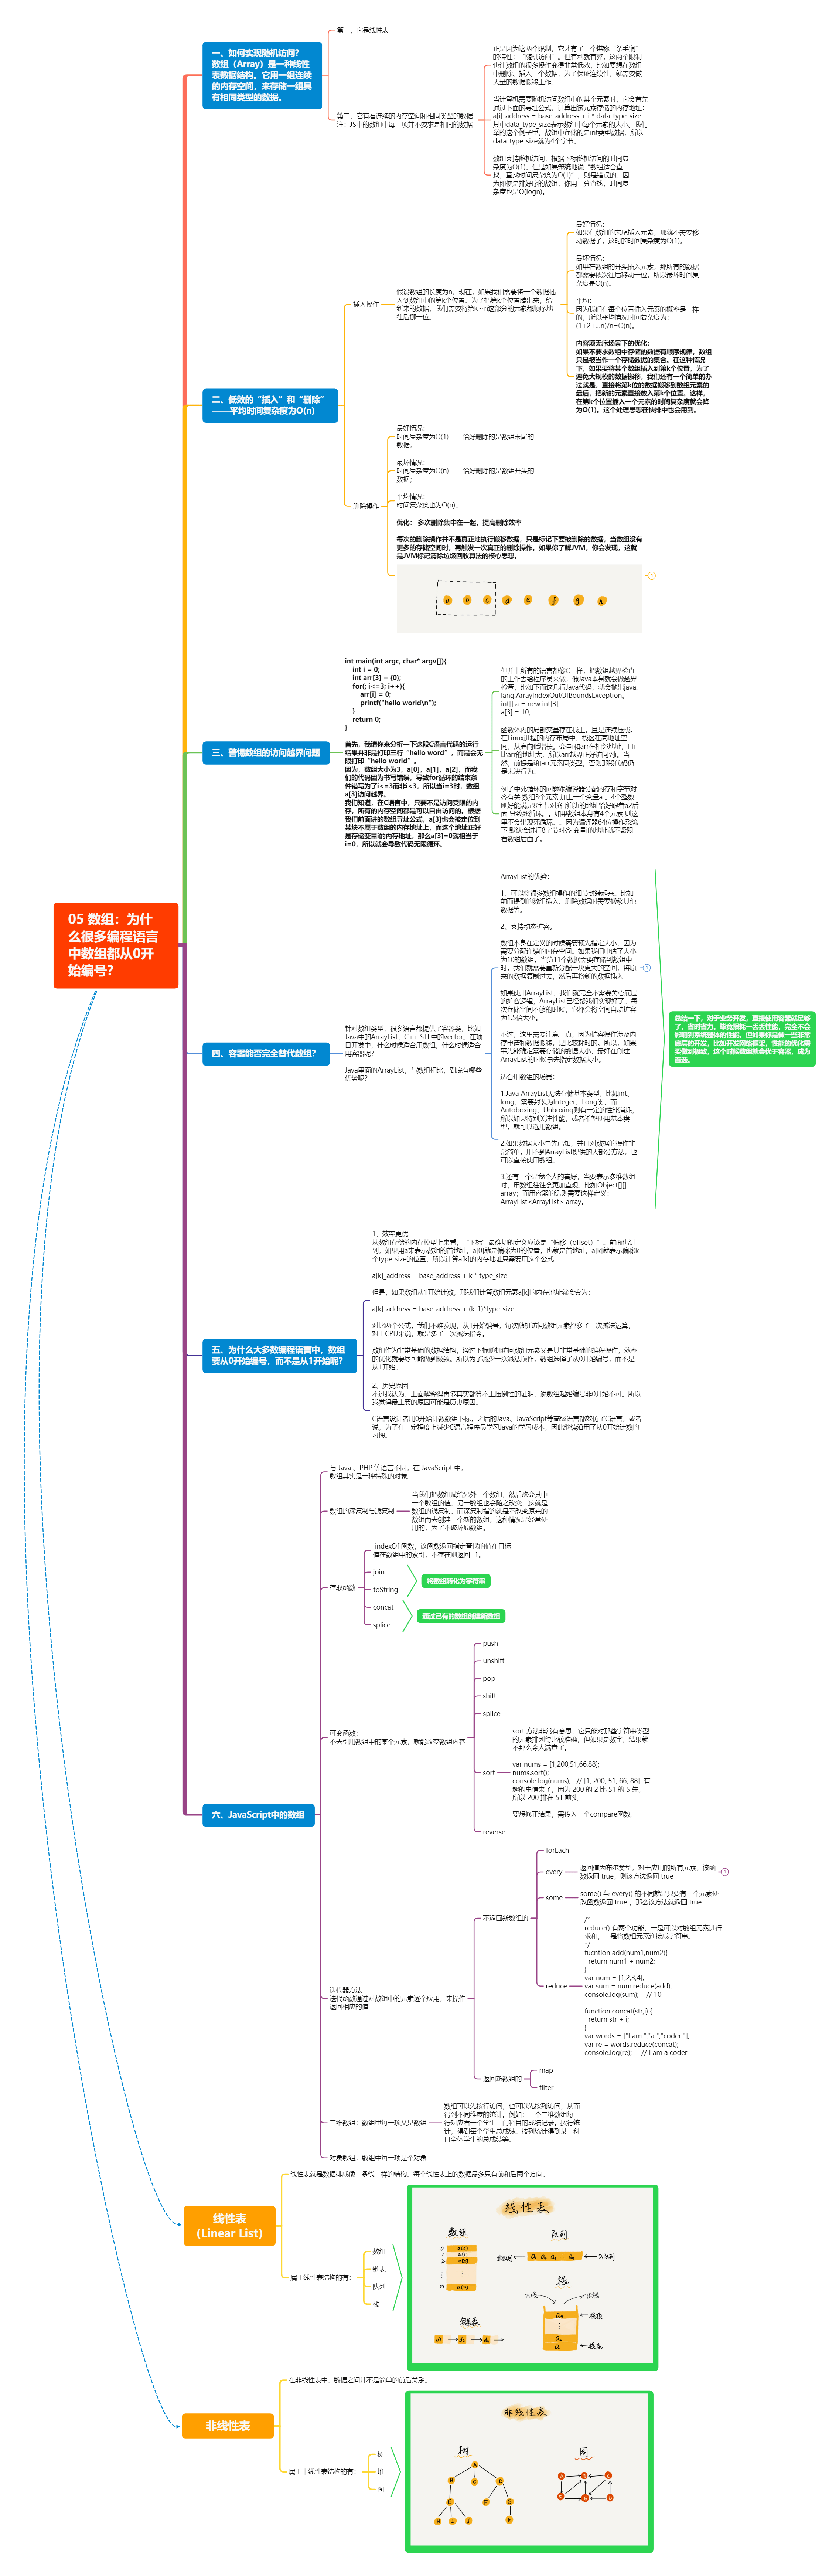 05 数组：为什
么很多编程语言
中数组都从0开
始编号？
一、如何实现随机访问？
数组（Array）是一种线性
表数据结构。它用一组连续
的内存空间，来存储一组具
有相同类型的数据。
第一，它是线性表
第二，它有着连续的内存空间和相同类型的数据
注：JS中的数组中每一项并不要求是相同的数据
正是因为这两个限制，它才有了一个堪称“杀手锏”
的特性：“随机访问”。但有利就有弊，这两个限制
也让数组的很多操作变得非常低效，比如要想在数组
中删除、插入一个数据，为了保证连续性，就需要做
大量的数据搬移工作。
当计算机需要随机访问数组中的某个元素时，它会首先
通过下面的寻址公式，计算出该元素存储的内存地址：
a[i]_address = base_address + i * data_type_size
其中data_type_size表示数组中每个元素的大小。我们
举的这个例子里，数组中存储的是int类型数据，所以
data_type_size就为4个字节。
数组支持随机访问，根据下标随机访问的时间复
杂度为O(1)。但是如果笼统地说“数组适合查
找，查找时间复杂度为O(1)”，则是错误的。因
为即便是排好序的数组，你用二分查找，时间复
杂度也是O(logn)。
二、低效的“插入”和“删除”
——平均时间复杂度为O(n)
插入操作
假设数组的长度为n，现在，如果我们需要将一个数据插
入到数组中的第k个位置。为了把第k个位置腾出来，给
新来的数据，我们需要将第k～n这部分的元素都顺序地
往后挪一位。
最好情况：
如果在数组的末尾插入元素，那就不需要移
动数据了，这时的时间复杂度为O(1)。
最坏情况：
如果在数组的开头插入元素，那所有的数据
都需要依次往后移动一位，所以最坏时间复
杂度是O(n)。
平均：
因为我们在每个位置插入元素的概率是一样
的，所以平均情况时间复杂度为：
(1+2+...n)/n=O(n)。
内容项无序场景下的优化：
如果不要求数组中存储的数据有顺序规律，数组
只是被当作一个存储数据的集合。在这种情况
下，如果要将某个数组插入到第k个位置，为了
避免大规模的数据搬移，我们还有一个简单的办
法就是，直接将第k位的数据搬移到数组元素的
最后，把新的元素直接放入第k个位置。这样，
在第k个位置插入一个元素的时间复杂度就会降
为O(1)。这个处理思想在快排中也会用到。
删除操作
最好情况：
时间复杂度为O(1)——恰好删除的是数组末尾的
数据；
最坏情况：
时间复杂度为O(n)——恰好删除的是数组开头的
数据；
平均情况：
时间复杂度也为O(n)。
优化： 多次删除集中在一起，提高删除效率
每次的删除操作并不是真正地执行搬移数据，只是标记下要被删除的数据，当数组没有
更多的存储空间时，再触发一次真正的删除操作。如果你了解JVM，你会发现，这就
是JVM标记清除垃圾回收算法的核心思想。
a b c d e f g h
1
三、警惕数组的访问越界问题
int main(int argc, char* argv[]){
int i = 0;
int arr[3] = {0};
for(; i<=3; i++){
arr[i] = 0;
printf("hello world\n");
}
return 0;
}
首先，我请你来分析一下这段C语言代码的运行
结果并非是打印三行“hello word”，而是会无
限打印“hello world”。
因为，数组大小为3，a[0]，a[1]，a[2]，而我
们的代码因为书写错误，导致for循环的结束条
件错写为了i<=3而非i<3，所以当i=3时，数组
a[3]访问越界。
我们知道，在C语言中，只要不是访问受限的内
存，所有的内存空间都是可以自由访问的。根据
我们前面讲的数组寻址公式，a[3]也会被定位到
某块不属于数组的内存地址上，而这个地址正好
是存储变量i的内存地址，那么a[3]=0就相当于
i=0，所以就会导致代码无限循环。
但并非所有的语言都像C一样，把数组越界检查
的工作丢给程序员来做，像Java本身就会做越界
检查，比如下面这几行Java代码，就会抛出java.
lang.ArrayIndexOutOfBoundsException。
int[] a = new int[3];
a[3] = 10;
函数体内的局部变量存在栈上，且是连续压栈。
在Linux进程的内存布局中，栈区在高地址空
间，从高向低增长。变量i和arr在相邻地址，且i
比arr的地址大，所以arr越界正好访问到i。当
然，前提是i和arr元素同类型，否则那段代码仍
是未决行为。
例子中死循环的问题跟编译器分配内存和字节对
齐有关 数组3个元素 加上一个变量a 。4个整数
刚好能满足8字节对齐 所以i的地址恰好跟着a2后
面 导致死循环。。如果数组本身有4个元素 则这
里不会出现死循环。。因为编译器64位操作系统
下 默认会进行8字节对齐 变量i的地址就不紧跟
着数组后面了。
四、容器能否完全替代数组？
针对数组类型，很多语言都提供了容器类，比如
Java中的ArrayList、C++ STL中的vector。在项
目开发中，什么时候适合用数组，什么时候适合
用容器呢？
Java里面的ArrayList，与数组相比，到底有哪些
优势呢？
ArrayList的优势：
1、可以将很多数组操作的细节封装起来。比如
前面提到的数组插入、删除数据时需要搬移其他
数据等。
2、支持动态扩容。
数组本身在定义的时候需要预先指定大小，因为
需要分配连续的内存空间。如果我们申请了大小
为10的数组，当第11个数据需要存储到数组中
时，我们就需要重新分配一块更大的空间，将原
来的数据复制过去，然后再将新的数据插入。
如果使用ArrayList，我们就完全不需要关心底层
的扩容逻辑，ArrayList已经帮我们实现好了。每
次存储空间不够的时候，它都会将空间自动扩容
为1.5倍大小。
不过，这里需要注意一点，因为扩容操作涉及内
存申请和数据搬移，是比较耗时的。所以，如果
事先能确定需要存储的数据大小，最好在创建
ArrayList的时候事先指定数据大小。
适合用数组的场景：
1.Java ArrayList无法存储基本类型，比如int、
long，需要封装为Integer、Long类，而
Autoboxing、Unboxing则有一定的性能消耗，
所以如果特别关注性能，或者希望使用基本类
型，就可以选用数组。
2.如果数据大小事先已知，并且对数据的操作非
常简单，用不到ArrayList提供的大部分方法，也
可以直接使用数组。
3.还有一个是我个人的喜好，当要表示多维数组
时，用数组往往会更加直观。比如Object[][]
array；而用容器的话则需要这样定义：
ArrayList<ArrayList> array。
1
总结一下，对于业务开发，直接使用容器就足够
了，省时省力。毕竟损耗一丢丢性能，完全不会
影响到系统整体的性能。但如果你是做一些非常
底层的开发，比如开发网络框架，性能的优化需
要做到极致，这个时候数组就会优于容器，成为
首选。
五、为什么大多数编程语言中，数组
要从0开始编号，而不是从1开始呢？
1、效率更优
从数组存储的内存模型上来看，“下标”最确切的定义应该是“偏移（offset）”。前面也讲
到，如果用a来表示数组的首地址，a[0]就是偏移为0的位置，也就是首地址，a[k]就表示偏移k
个type_size的位置，所以计算a[k]的内存地址只需要用这个公式：
a[k]_address = base_address + k * type_size
但是，如果数组从1开始计数，那我们计算数组元素a[k]的内存地址就会变为：
a[k]_address = base_address + (k-1)*type_size
对比两个公式，我们不难发现，从1开始编号，每次随机访问数组元素都多了一次减法运算，
对于CPU来说，就是多了一次减法指令。
数组作为非常基础的数据结构，通过下标随机访问数组元素又是其非常基础的编程操作，效率
的优化就要尽可能做到极致。所以为了减少一次减法操作，数组选择了从0开始编号，而不是
从1开始。
2、历史原因
不过我认为，上面解释得再多其实都算不上压倒性的证明，说数组起始编号非0开始不可。所以
我觉得最主要的原因可能是历史原因。
C语言设计者用0开始计数数组下标，之后的Java、JavaScript等高级语言都效仿了C语言，或者
说，为了在一定程度上减少C语言程序员学习Java的学习成本，因此继续沿用了从0开始计数的
习惯。
六、JavaScript中的数组
与 Java ，PHP 等语言不同，在 JavaScript 中，
数组其实是一种特殊的对象。
数组的深复制与浅复制
当我们把数组赋给另外一个数组，然后改变其中
一个数组的值，另一数组也会随之改变，这就是
数组的浅复制。而深复制指的就是不改变原来的
数组而去创建一个新的数组，这种情况是经常使
用的，为了不破坏原数组。
存取函数
indexOf 函数，该函数返回指定查找的值在目标
值在数组中的索引，不存在则返回 -1。
join
toString
将数组转化为字符串
concat
splice
通过已有的数组创建新数组
可变函数：
不去引用数组中的某个元素，就能改变数组内容
push
unshift
pop
shift
splice
sort
sort 方法非常有意思，它只能对那些字符串类型
的元素排列得比较准确，但如果是数字，结果就
不那么令人满意了。
var nums = [1,200,51,66,88];
nums.sort();
console.log(nums); // [1, 200, 51, 66, 88] 有
趣的事情来了，因为 200 的 2 比 51 的 5 先，
所以 200 排在 51 前头
要想修正结果，需传入一个compare函数。
reverse
迭代器方法：
迭代函数通过对数组中的元素逐个应用，来操作
返回相应的值
不返回新数组的
forEach
every
返回值为布尔类型，对于应用的所有元素，该函
数返回 true，则该方法返回 true
1
some
some() 与 every() 的不同就是只要有一个元素使
改函数返回 true ，那么该方法就返回 true
reduce
/*
reduce() 有两个功能，一是可以对数组元素进行
求和，二是将数组元素连接成字符串。
*/
fucntion add(num1,num2){
return num1 + num2;
}
var num = [1,2,3,4];
var sum = num.reduce(add);
console.log(sum); // 10
function concat(str,i) {
return str + i;
}
var words = ["I am ","a ","coder "];
var re = words.reduce(concat);
console.log(re); // I am a coder
返回新数组的
map
filter
二维数组：数组里每一项又是数组
数组可以先按行访问，也可以先按列访问，从而
得到不同维度的统计。例如：一个二维数组每一
行对应着一个学生三门科目的成绩记录。按行统
计，得到每个学生总成绩。按列统计得到某一科
目全体学生的总成绩等。
对象数组：数组中每一项是个对象
线性表
（Linear List）
线性表就是数据排成像一条线一样的结构。每个线性表上的数据最多只有前和后两个方向。
属于线性表结构的有：
数组
链表
队列
栈
线性表
数组
0 a[0]
1 a[1]
2 a[2]
n a[n]
队列
出队列 a₁ a₂ a₃ … aₙ 入队列
栈
入栈 出栈
aₙ 栈顶
a₂
a₁ 栈底
链表
d₁ d₂ d₃
非线性表
在非线性表中，数据之间并不是简单的前后关系。
属于非线性表结构的有：
树
堆
图
非线性表
树
A
B C D
E F G
H I J K
图
A B C
F E D